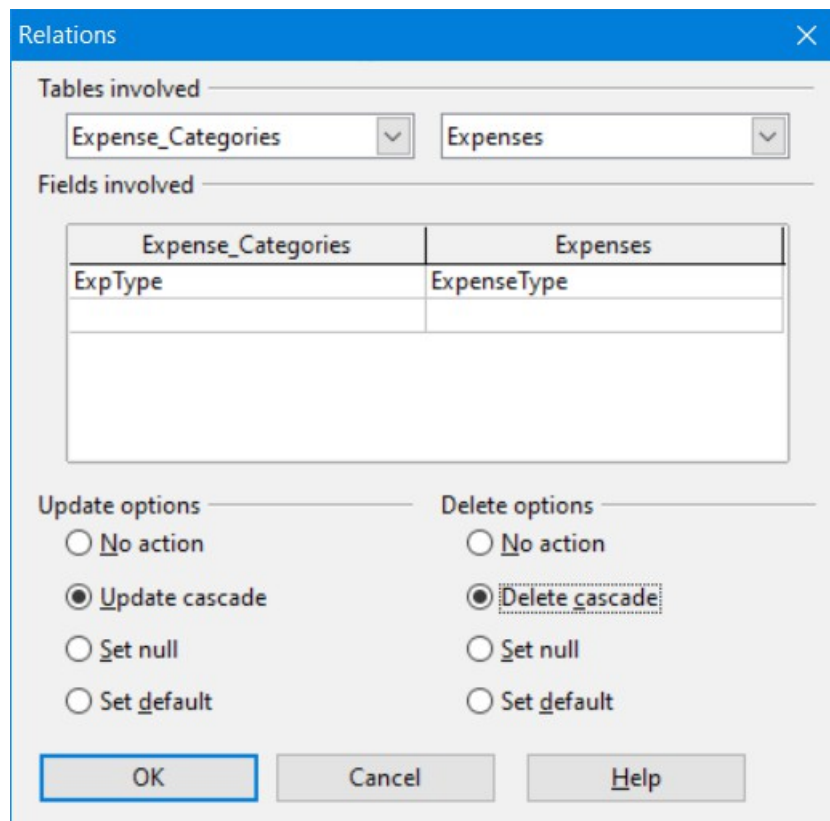 Relations
Tables involved
Expense_Categories Expenses
Fields involved
Expense_Categories Expenses
ExpType ExpenseType
Update options Delete options
No action No action
Update cascade Delete cascade
Set null Set null
Set default Set default
OK Cancel Help